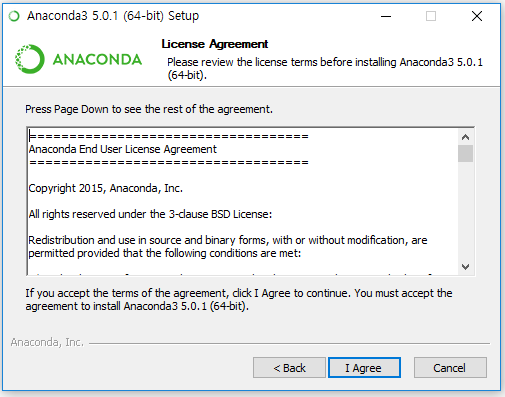 Anaconda3 5.0.1 (64-bit) Setup
ANACONDA
License Agreement
Please review the license terms before installing Anaconda3 5.0.1
(64-bit).
Press Page Down to see the rest of the agreement.
===================================
Anaconda End User License Agreement
===================================
Copyright 2015, Anaconda, Inc.
All rights reserved under the 3-clause BSD License:
Redistribution and use in source and binary forms, with or without modification, are
permitted provided that the following conditions are met:
If you accept the terms of the agreement, click I Agree to continue. You must accept the
agreement to install Anaconda3 5.0.1 (64-bit).
Anaconda, Inc.
< Back
I Agree
Cancel